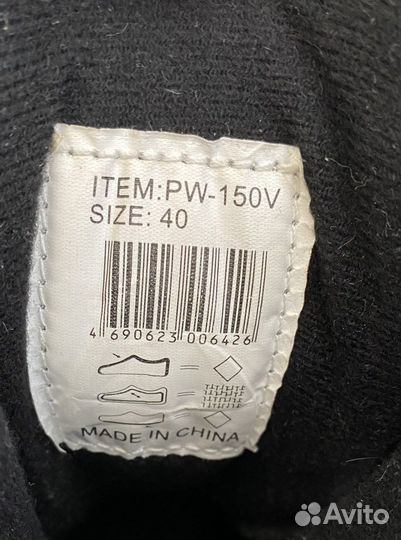 ITEM:PW-150V
SIZE: 40
4 690623 006426
MADE IN CHINA
Avito